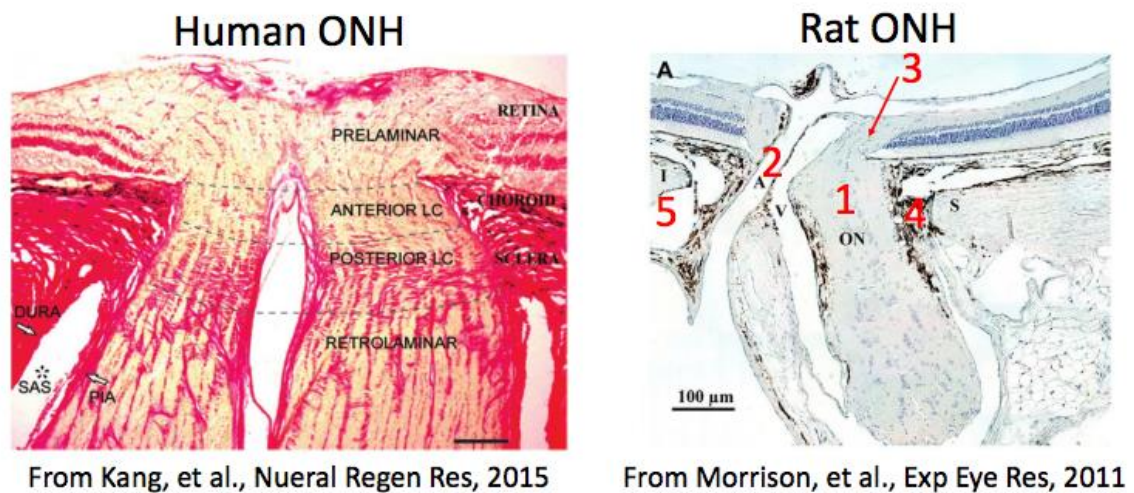 Human ONH
RETINA
PRELAMINAR
CHOROID
ANTERIOR LC
POSTERIOR LC
SCLERA
DURA
RETROLAMINAR
SAS
PIA
From Kang, et al., Nueral Regen Res, 2015
Rat ONH
A
3
2
I
A
1
4
S
5
V
ON
100 µm
From Morrison, et al., Exp Eye Res, 2011